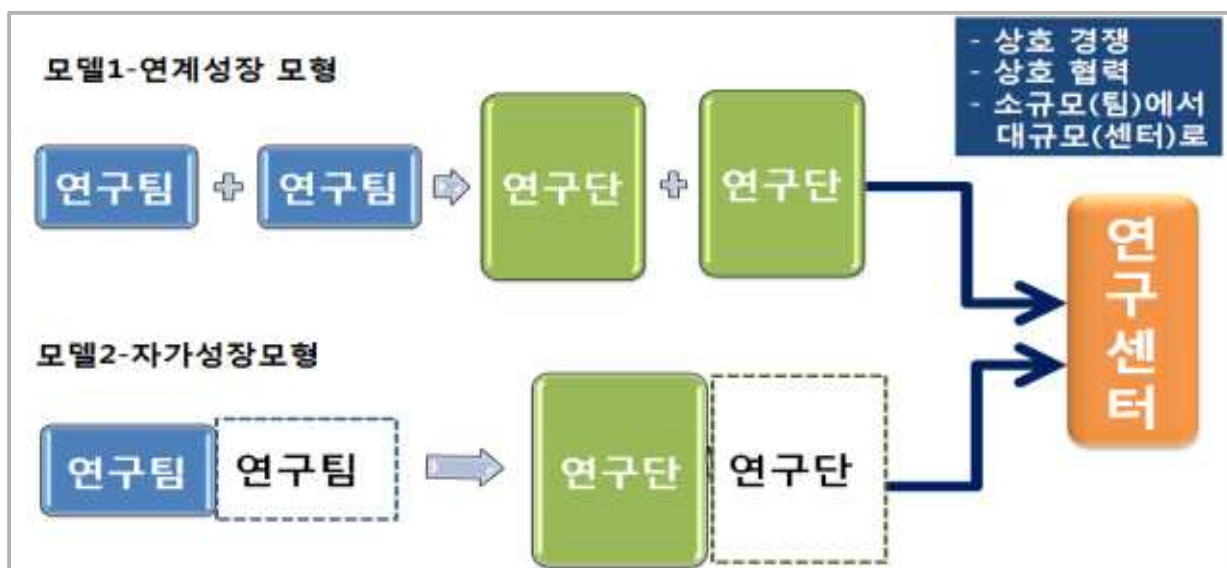 모델1-연계성장 모형
- 상호 경쟁
- 상호 협력
- 소규모(팀)에서
대규모(센터)로
연구팀
연구팀
연구단
연구단
연구센터
모델2-자가성장모형
연구팀
연구팀
연구단
연구단